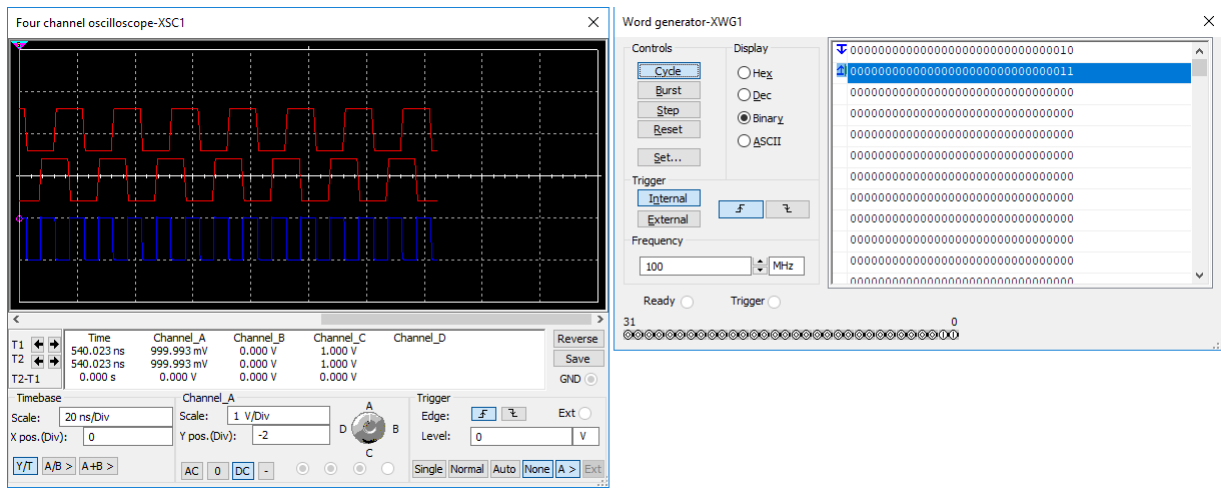 Four channel oscilloscope-XSC1
T1
T2
T2-T1
Time Channel_A Channel_B Channel_C Channel_D
540.023 ns 999.993 mV 0.000 V 1.000 V
540.023 ns 999.993 mV 0.000 V 1.000 V
0.000 s 0.000 V 0.000 V 0.000 V
Reverse
Save
GND
Timebase
Scale: 20 ns/Div
X pos.(Div): 0
Y/T A/B > A+B >
Channel_A
Scale: 1 V/Div
Y pos.(Div): -2
AC 0 DC -
A
D B
C
Trigger
Edge: Ext
Level: 0 V
Single Normal Auto None A > Ext
Word generator-XWG1
Controls
Cycle
Burst
Step
Reset
Set...
Display
Hex
Dec
Binary
ASCII
Trigger
Internal
External
Frequency
100 MHz
Ready Trigger
31 0
00000000000000000000000000000010
00000000000000000000000000000011
00000000000000000000000000000000
00000000000000000000000000000000
00000000000000000000000000000000
00000000000000000000000000000000
00000000000000000000000000000000
00000000000000000000000000000000
00000000000000000000000000000000
00000000000000000000000000000000
00000000000000000000000000000000
00000000000000000000000000000000